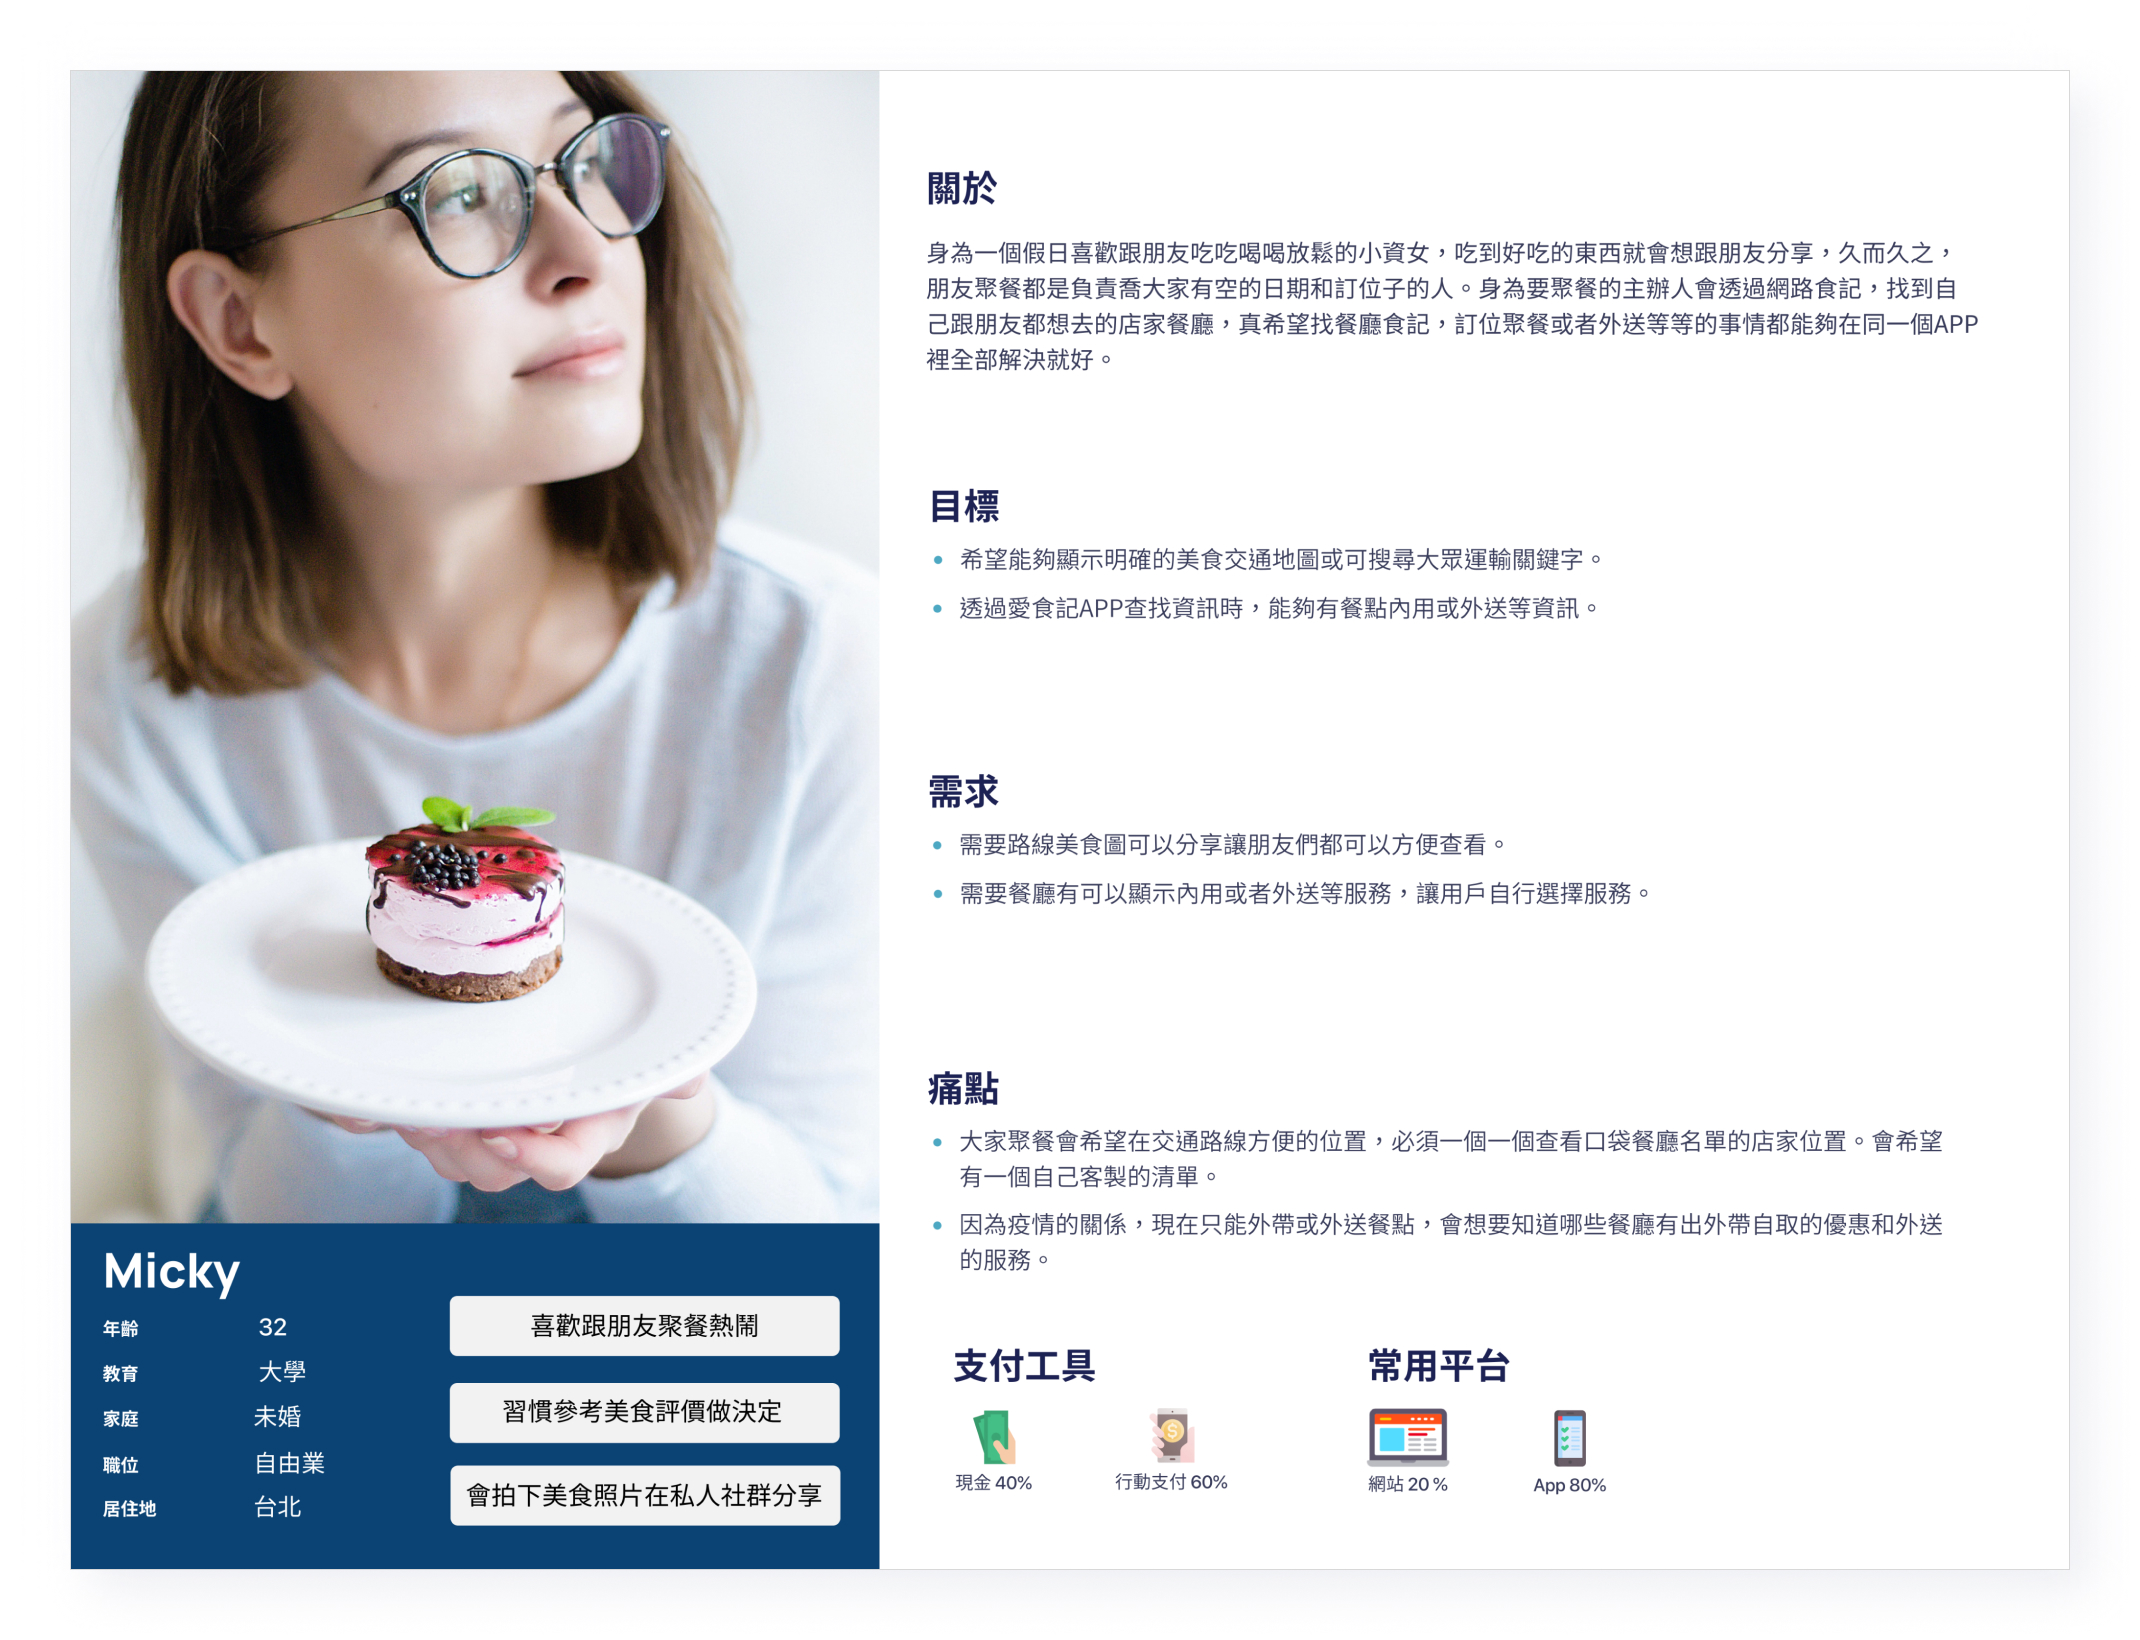 關於
身為一個假日喜歡跟朋友吃吃喝喝放鬆的小資女，吃到好吃的東西就會想跟朋友分享，久而久之，
朋友聚餐都是負責喬大家有空的日期和訂位子的人。身為要聚餐的主辦人會透過網路食記，找到自
己跟朋友都想去的店家餐廳，真希望找餐廳食記，訂位聚餐或者外送等等的事情都能夠在同一個APP
裡全部解決就好。
目標
• 希望能夠顯示明確的美食交通地圖或可搜尋大眾運輸關鍵字。
• 透過愛食記APP查找資訊時，能夠有餐點內用或外送等資訊。
需求
• 需要路線美食圖可以分享讓朋友們都可以方便查看。
• 需要餐廳有可以顯示內用或者外送等服務，讓用戶自行選擇服務。
痛點
• 大家聚餐會希望在交通路線方便的位置，必須一個一個查看口袋餐廳名單的店家位置。會希望
有一個自己客製的清單。
• 因為疫情的關係，現在只能外帶或外送餐點，會想要知道哪些餐廳有出外帶自取的優惠和外送
的服務。
支付工具
現金 40%
行動支付 60%
常用平台
網站 20 %
App 80%
Micky
年齡 32
教育 大學
家庭 未婚
職位 自由業
居住地 台北
喜歡跟朋友聚餐熱鬧
習慣參考美食評價做決定
會拍下美食照片在私人社群分享